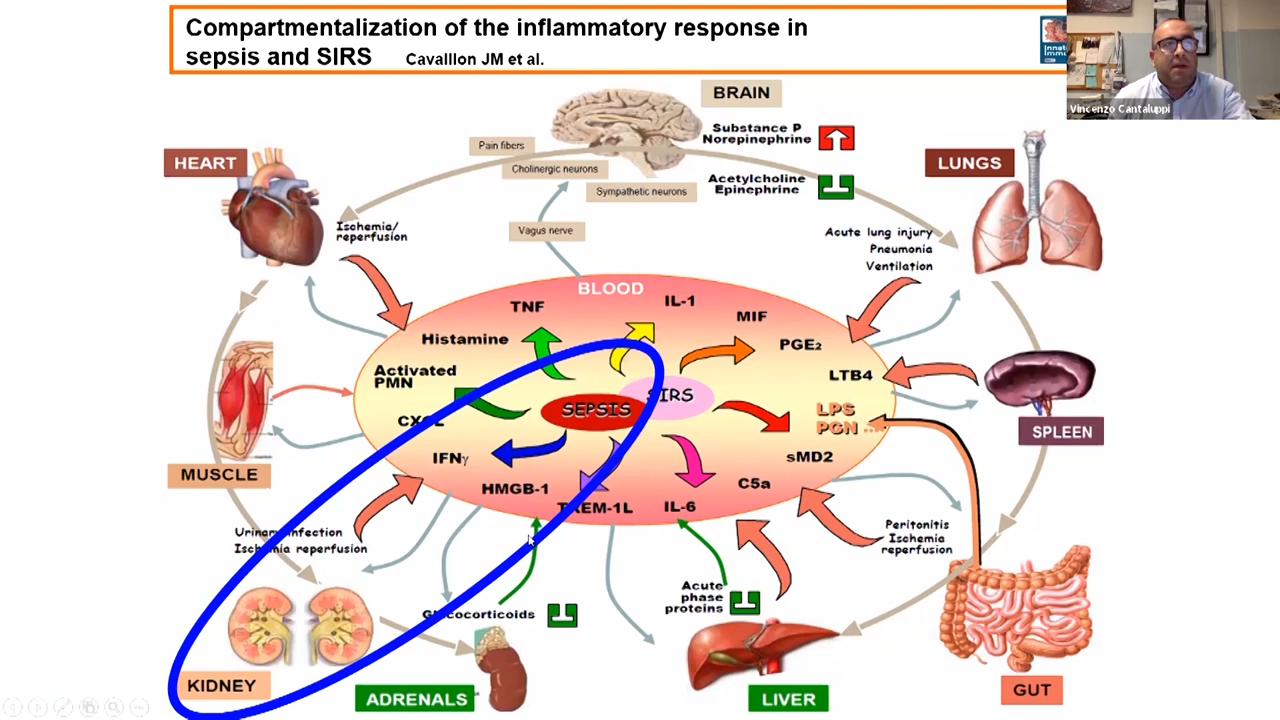 Compartmentalization of the inflammatory response in
sepsis and SIRS Cavaillon JM et al.
Vincenzo Cantaluppi
BRAIN
Substance P
Norepinephrine
Pain fibers
Cholinergic neurons
Sympathetic neurons
Acetylcholine
Epinephrine
Vagus nerve
HEART
LUNGS
Ischemia/
reperfusion
Acute lung injury
Pneumonia
Ventilation
BLOOD
TNF
IL-1
MIF
Histamine
PGE₂
Activated
PMN
LTB4
SEPSIS
SIRS
LPS
PGN ...
IFNγ
sMD2
HMGB-1
C5a
TREM-1L
IL-6
MUSCLE
SPLEEN
Urinary infection
Ischemia reperfusion
Peritonitis
Ischemia
reperfusion
Glucocorticoids
Acute
phase
proteins
KIDNEY
ADRENALS
LIVER
GUT